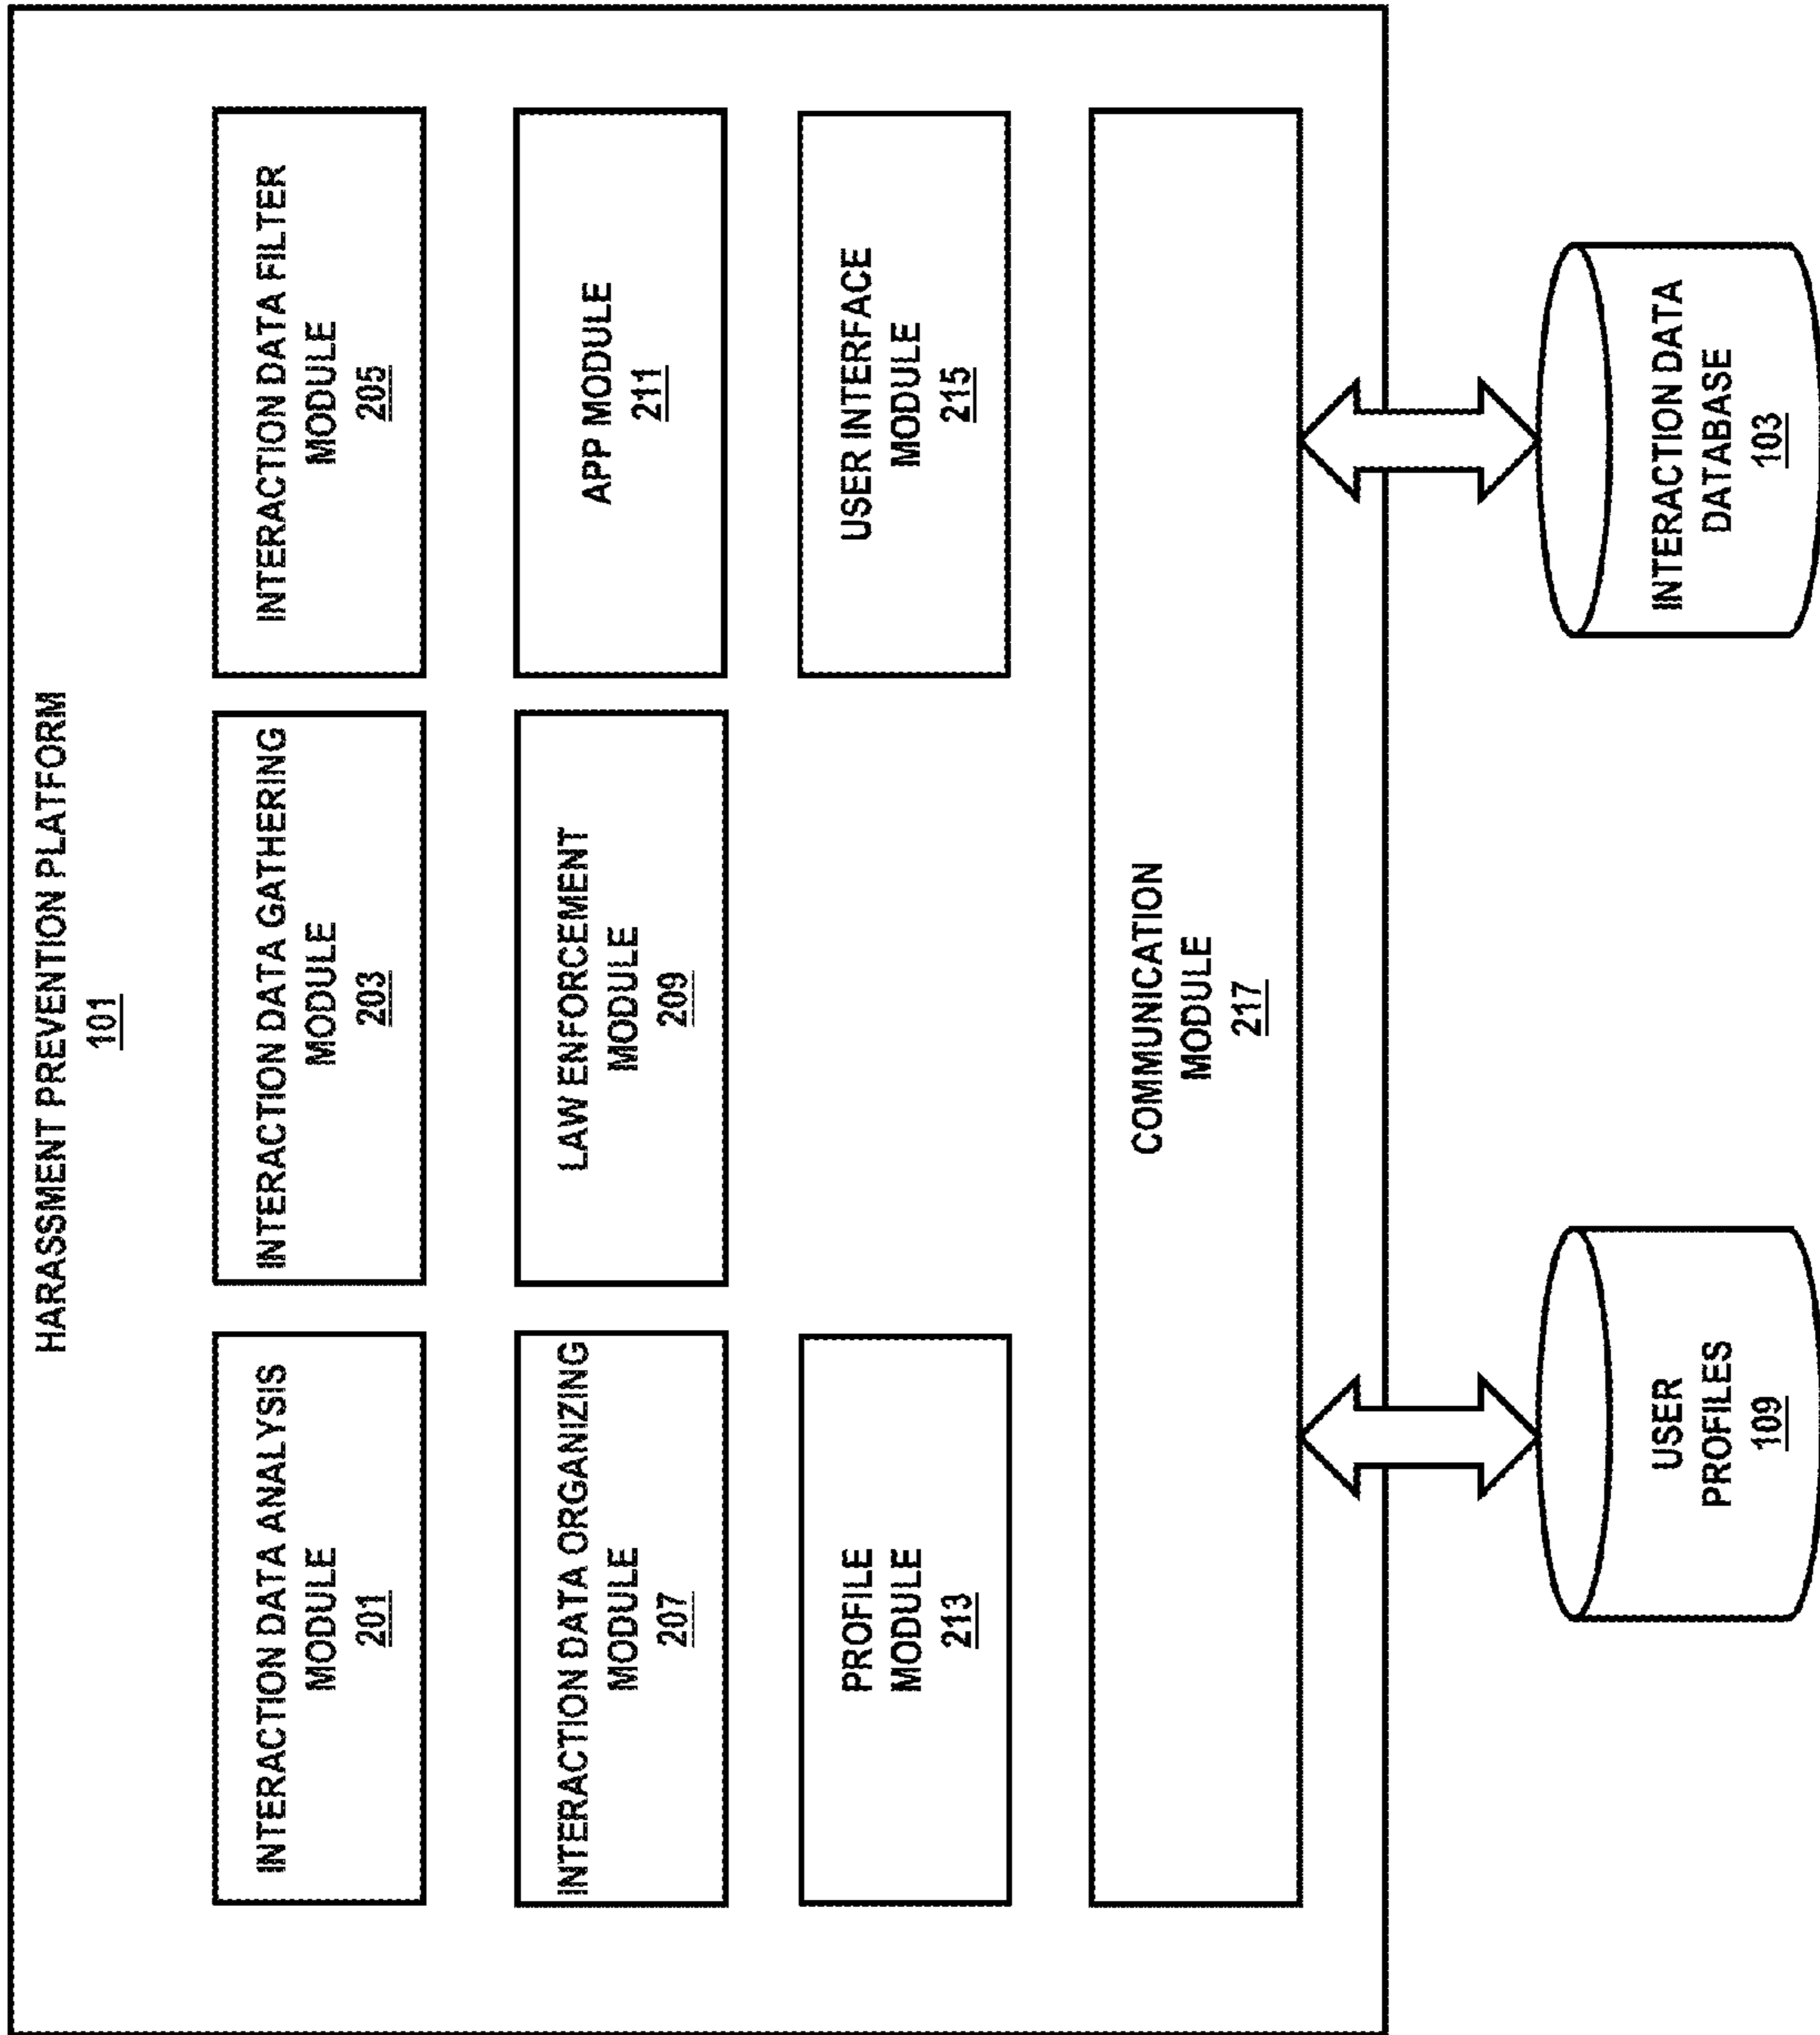 HARASSMENT PREVENTION PLATFORM
101
INTERACTION DATA ANALYSIS
MODULE
201
INTERACTION DATA GATHERING
MODULE
203
INTERACTION DATA FILTER
MODULE
205
INTERACTION DATA ORGANIZING
MODULE
207
LAW ENFORCEMENT
MODULE
209
APP MODULE
211
PROFILE
MODULE
213
USER INTERFACE
MODULE
215
COMMUNICATION
MODULE
217
USER
PROFILES
109
INTERACTION DATA
DATABASE
103